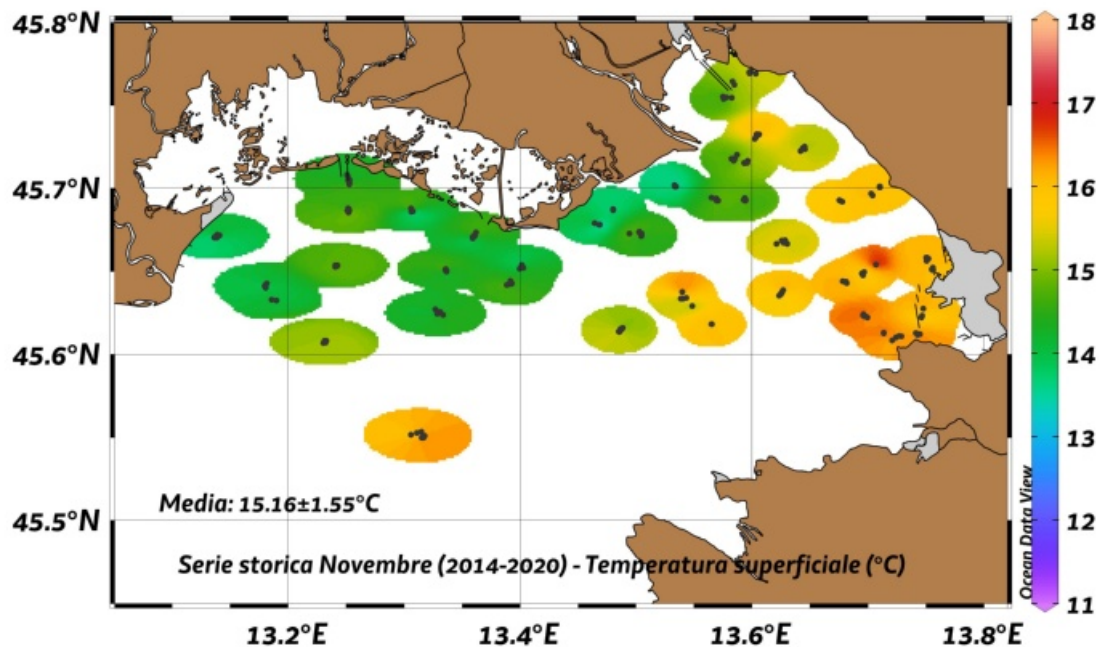 45.8°N
45.7°N
45.6°N
45.5°N
13.2°E
13.4°E
13.6°E
13.8°E
Media: 15.16±1.55°C
Serie storica Novembre (2014-2020) - Temperatura superficiale (°C)
Ocean Data View
18
17
16
15
14
13
12
11